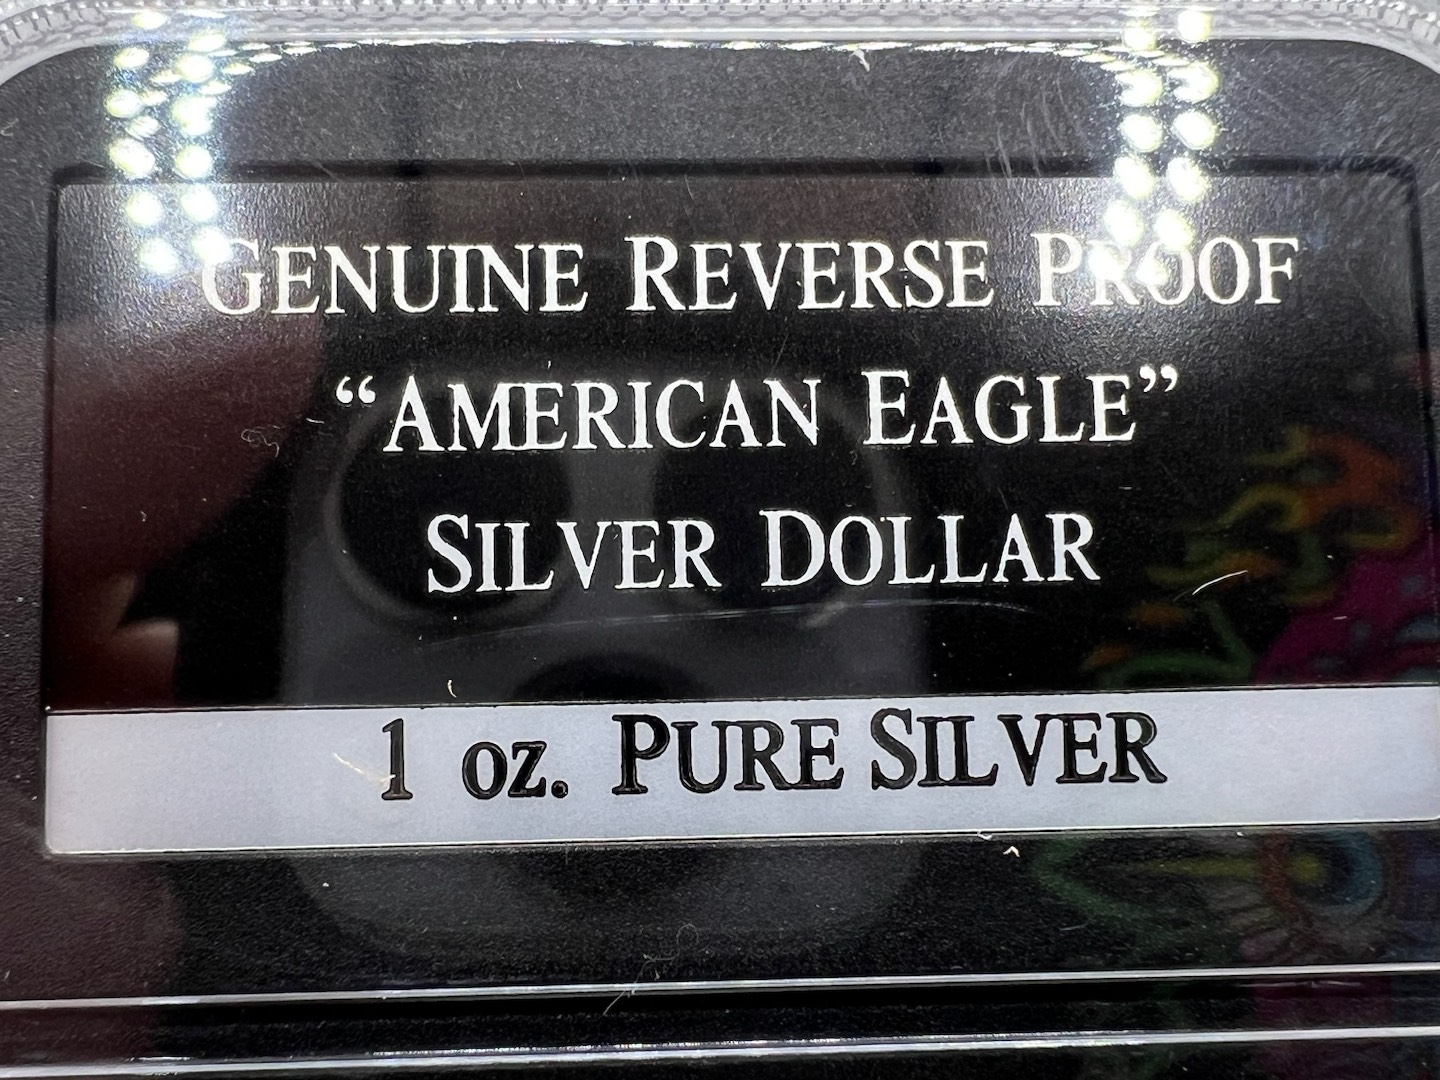 GENUINE REVERSE PROOF
“AMERICAN EAGLE”
SILVER DOLLAR
1 oz. PURE SILVER